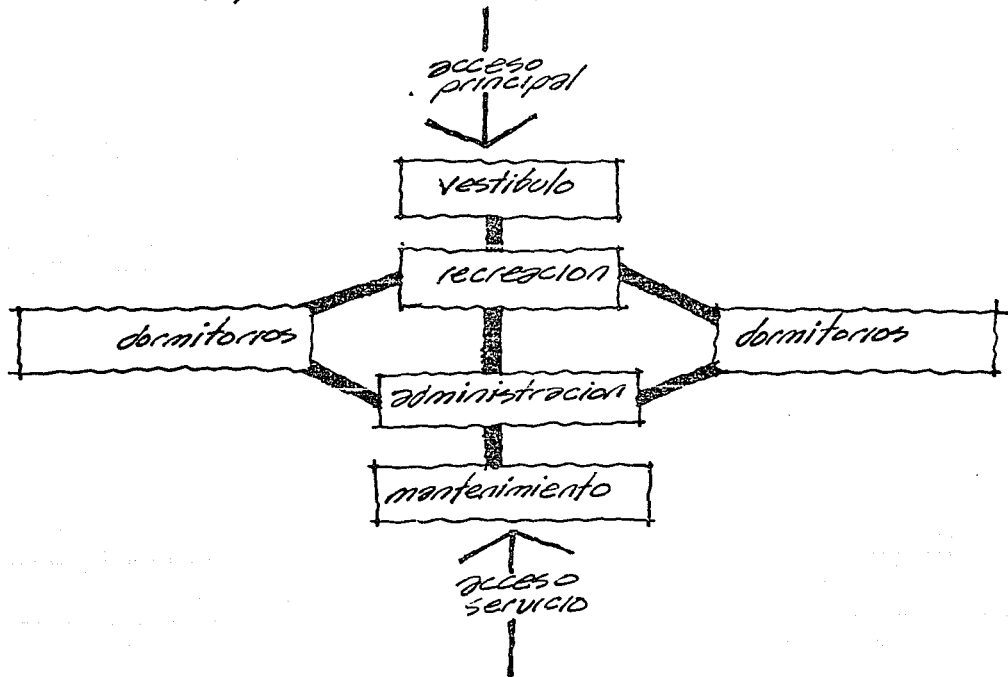 acceso
principal
vestibulo
recreacion
dormitorios
dormitorios
administracion
mantenimiento
acceso
servicio